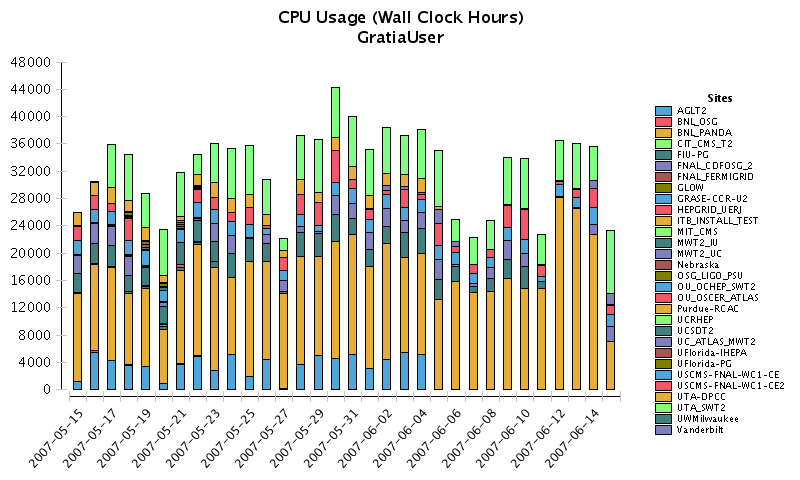 CPU Usage (Wall Clock Hours)
GratiaUser
48000
44000
40000
36000
32000
28000
24000
20000
16000
12000
8000
4000
0
2007-05-15
2007-05-17
2007-05-19
2007-05-21
2007-05-23
2007-05-25
2007-05-27
2007-05-29
2007-05-31
2007-06-02
2007-06-04
2007-06-06
2007-06-08
2007-06-10
2007-06-12
2007-06-14
Sites
AGLT2
BNL_OSG
BNL_PANDA
CIT_CMS_T2
FIU-PG
FNAL_CDFOSG_2
FNAL_FERMIGRID
GLOW
GRASE-CCR-U2
HEPGRID_UERJ
ITB_INSTALL_TEST
MIT_CMS
MWT2_IU
MWT2_UC
Nebraska
OSG_LIGO_PSU
OU_OCHEP_SWT2
OU_OSCER_ATLAS
Purdue-RCAC
UCRHEP
UCSDT2
UC_ATLAS_MWT2
UFlorida-IHEPA
UFlorida-PG
USCMS-FNAL-WC1-CE
USCMS-FNAL-WC1-CE2
UTA-DPCC
UTA_SWT2
UWMilwaukee
Vanderbilt